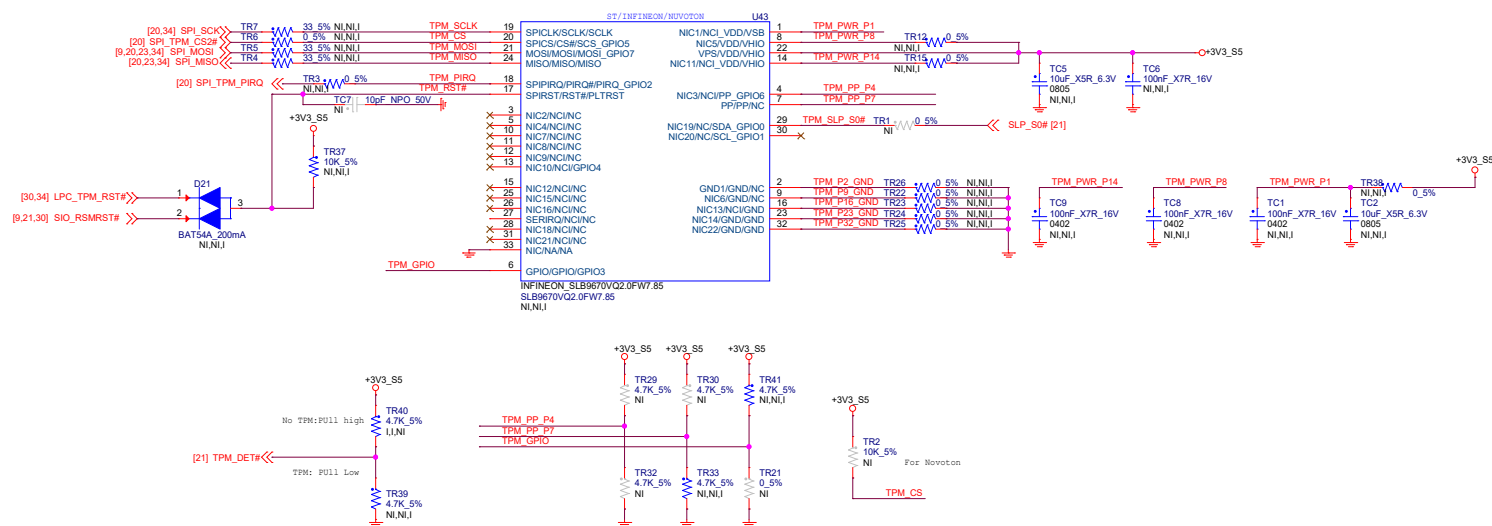 ST/INFINEON/NUVOTON
U43
[20,34] SPI_SCK TR7 33_5% NI,NI,I TPM_SCLK 19 SPICLK/SCLK/SCLK
[20] SPI_TPM_CS2# TR6 0_5% NI,NI,I TPM_CS 20 SPICS/CS#/SCS_GPIO5
[9,20,23,34] SPI_MOSI TR5 33_5% NI,NI,I TPM_MOSI 21 MOSI/MOSI/MOSI_GPIO7
[20,23,34] SPI_MISO TR4 33_5% NI,NI,I TPM_MISO 24 MISO/MISO/MISO
[20] SPI_TPM_PIRQ TR3 0_5% NI,NI,I TPM_PIRQ 18 SPIPIRQ/PIRQ#/PIRQ_GPIO2
TPM_RST# 17 SPIRST/RST#/PLTRST
TC7 10pF_NPO_50V
NI
3 NIC2/NCI/NC
5 NIC4/NCI/NC
10 NIC7/NCI/NC
11 NIC8/NCI/NC
12 NIC9/NCI/NC
13 NIC10/NCI/GPIO4
15 NIC12/NCI/NC
25 NIC15/NCI/NC
26 NIC16/NCI/NC
27 SERIRQ/NCI/NC
28 NIC18/NCI/NC
31 NIC21/NCI/NC
33 NIC/NA/NA
TPM_GPIO 6 GPIO/GPIO/GPIO3
INFINEON_SLB9670VQ2.0FW7.85
SLB9670VQ2.0FW7.85
NI,NI,I
+3V3_S5
TR37
10K_5%
NI,NI,I
D21
[30,34] LPC_TPM_RST# 1
3
[9,21,30] SIO_RSMRST# 2
BAT54A_200mA
NI,NI,I
NIC1/NCI_VDD/VSB 1 TPM_PWR_P1
NIC5/VDD/VHIO 8 TPM_PWR_P8 TR12 0_5% NI,NI,I
VPS/VDD/VHIO 22
NIC11/NCI_VDD/VHIO 14 TPM_PWR_P14 TR15 0_5% NI,NI,I
+3V3_S5
TC5
10uF_X5R_6.3V
0805
NI,NI,I
TC6
100nF_X7R_16V
NI,NI,I
NIC3/NCI/PP_GPIO6 4 TPM_PP_P4
PP/PP/NC 7 TPM_PP_P7
NIC19/NC/SDA_GPIO0 29 TPM_SLP_S0# TR1 0_5% NI SLP_S0# [21]
NIC20/NC/SCL_GPIO1 30
GND1/GND/NC 2 TPM_P2_GND TR26 0_5% NI,NI,I
NIC6/GND/NC 9 TPM_P9_GND TR22 0_5% NI,NI,I
NIC13/NCI/GND 16 TPM_P16_GND TR23 0_5% NI,NI,I
NIC14/GND/GND 23 TPM_P23_GND TR24 0_5% NI,NI,I
NIC22/GND/GND 32 TPM_P32_GND TR25 0_5% NI,NI,I
TPM_PWR_P14
TC9
100nF_X7R_16V
0402
NI,NI,I
TPM_PWR_P8
TC8
100nF_X7R_16V
0402
NI,NI,I
TPM_PWR_P1
TC1
100nF_X7R_16V
0402
NI,NI,I
TR38
NI,NI,I
0_5%
+3V3_S5
TC2
10uF_X5R_6.3V
0805
NI,NI,I
+3V3_S5
No TPM:PUll high
TR40
4.7K_5%
I,I,NI
[21] TPM_DET#
TPM: PUll Low
TR39
4.7K_5%
NI,NI,I
+3V3_S5 +3V3_S5 +3V3_S5
TR29
4.7K_5%
NI
TR30
4.7K_5%
NI
TR41
4.7K_5%
NI,NI,I
TPM_PP_P4
TPM_PP_P7
TPM_GPIO
TR32
4.7K_5%
NI
TR33
4.7K_5%
NI,NI,I
TR21
0_5%
NI
+3V3_S5
TR2
10K_5%
NI
For Novoton
TPM_CS